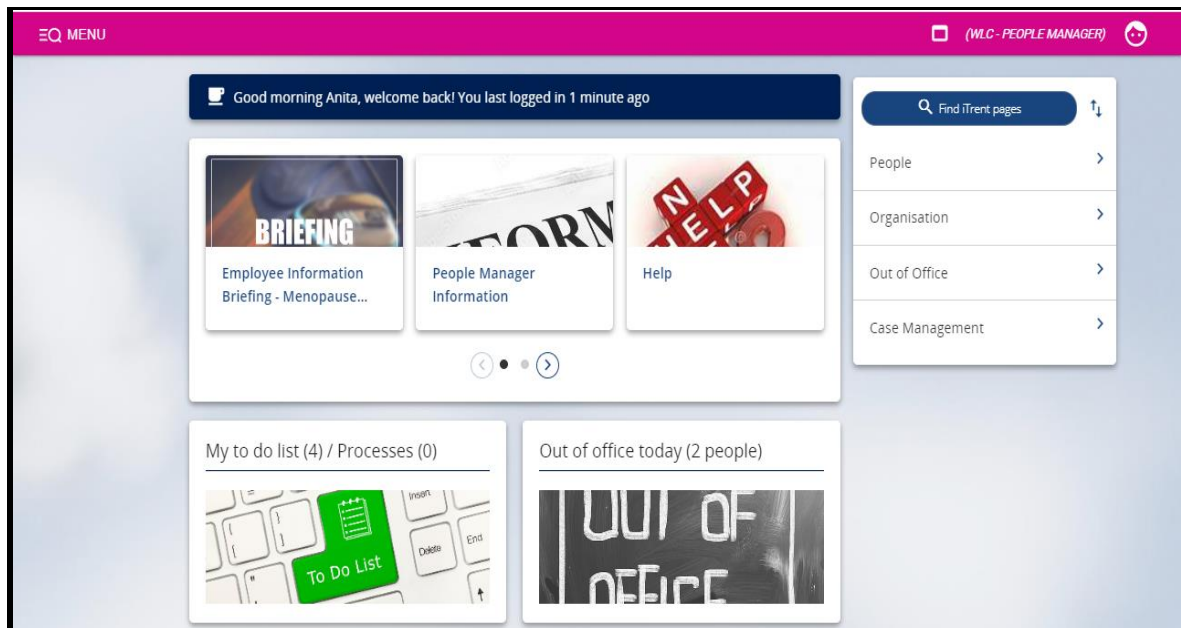 MENU
(WLC - PEOPLE MANAGER)
Good morning Anita, welcome back! You last logged in 1 minute ago
Find iTrent pages
People
Organisation
Out of Office
Case Management
BRIEFING
Employee Information
Briefing - Menopause...
INFORM
People Manager
Information
N
HELP
Help
My to do list (4) / Processes (0)
Insert
Delete
End
To Do List
Out of office today (2 people)
OUT OF
OFFICE